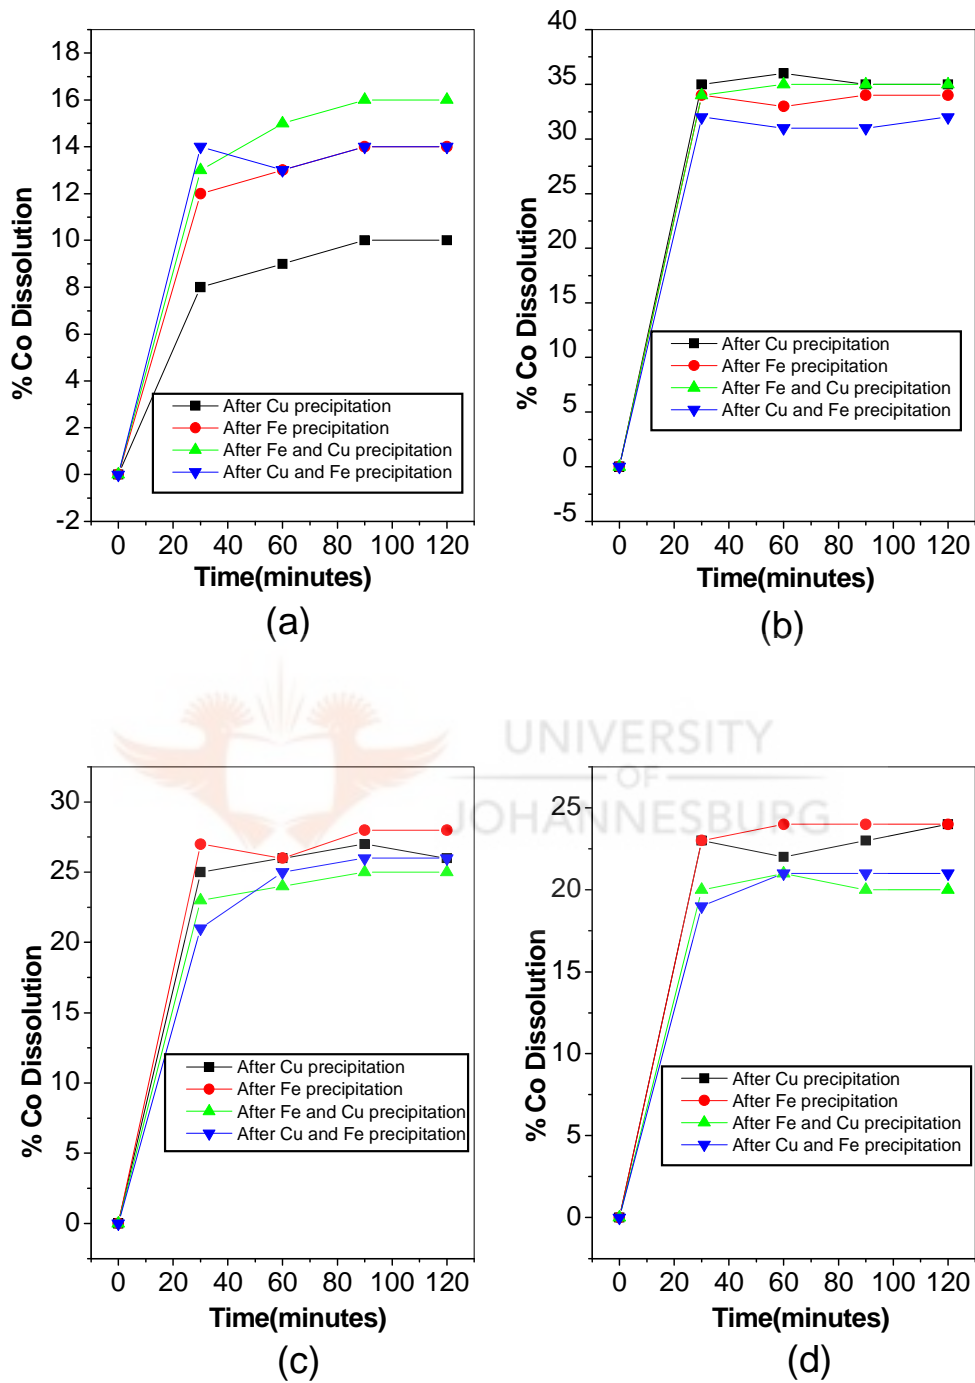 18
16
14
12
10
8
6
4
2
0
-2
% Co Dissolution
After Cu precipitation
After Fe precipitation
After Fe and Cu precipitation
After Cu and Fe precipitation
0 20 40 60 80 100 120
Time(minutes)
(a)
40
35
30
25
20
15
10
5
0
-5
% Co Dissolution
After Cu precipitation
After Fe precipitation
After Fe and Cu precipitation
After Cu and Fe precipitation
0 20 40 60 80 100 120
Time(minutes)
(b)
UNIVERSITY
OF
JOHANNESBURG
30
25
20
15
10
5
0
% Co Dissolution
After Cu precipitation
After Fe precipitation
After Fe and Cu precipitation
After Cu and Fe precipitation
0 20 40 60 80 100 120
Time(minutes)
(c)
25
20
15
10
5
0
% Co Dissolution
After Cu precipitation
After Fe precipitation
After Fe and Cu precipitation
After Cu and Fe precipitation
0 20 40 60 80 100 120
Time(minutes)
(d)